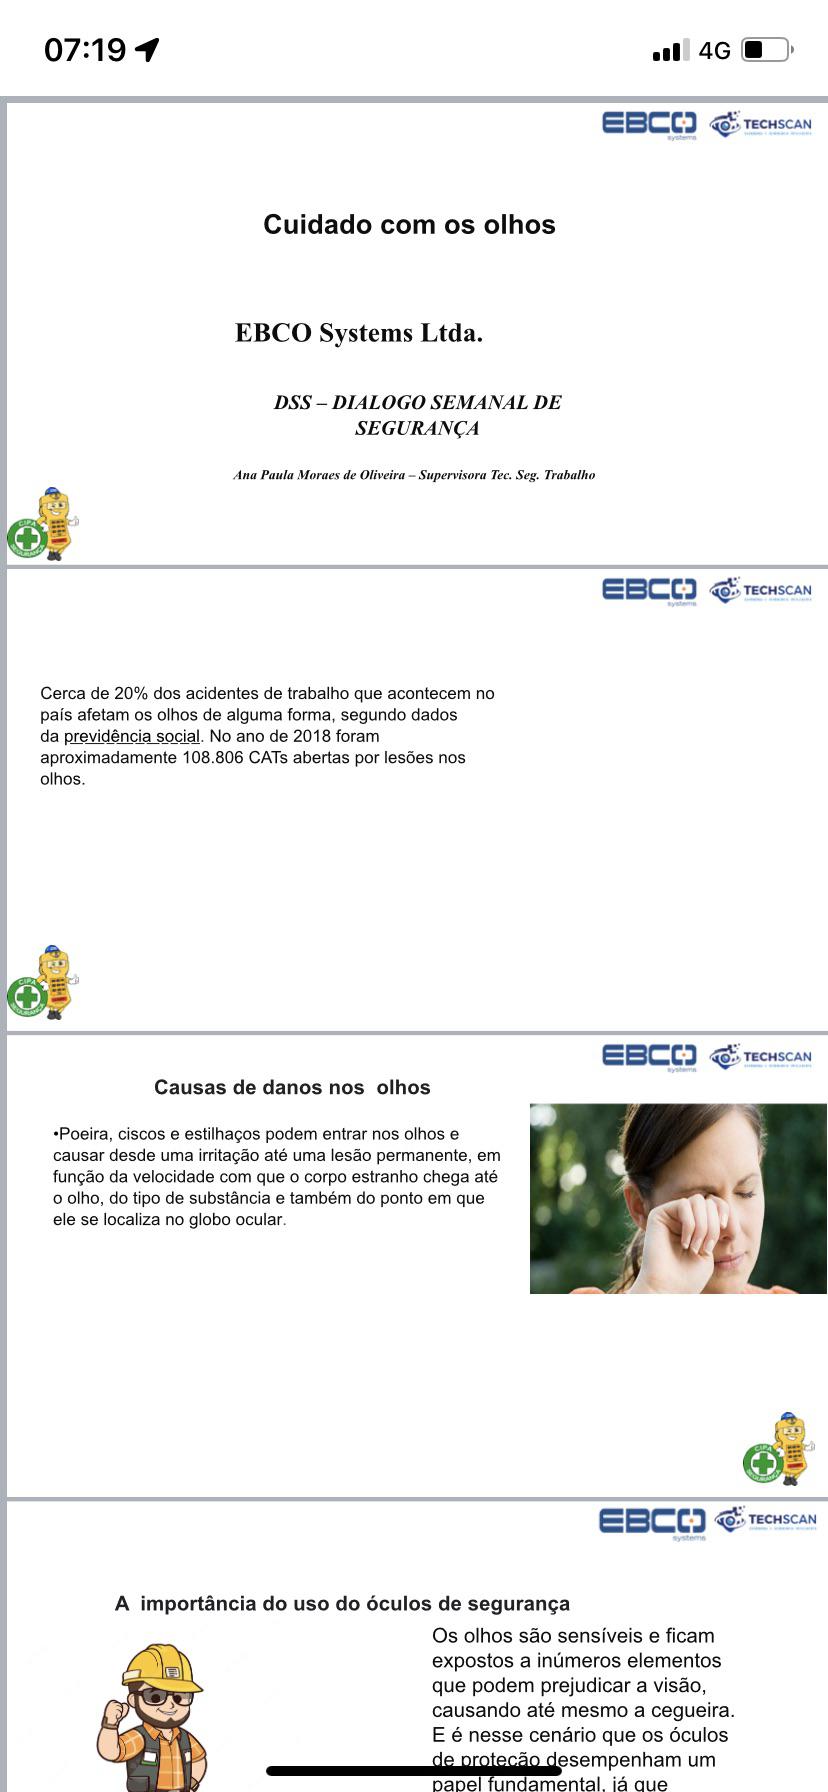 07:19
4G
EBCO
systems
TECHSCAN
Cuidado com os olhos
EBCO Systems Ltda.
DSS – DIALOGO SEMANAL DE
SEGURANÇA
Ana Paula Moraes de Oliveira – Supervisora Tec. Seg. Trabalho
CIPA
SEGURANÇA
EBCO
systems
TECHSCAN
Cerca de 20% dos acidentes de trabalho que acontecem no
país afetam os olhos de alguma forma, segundo dados
da previdência social. No ano de 2018 foram
aproximadamente 108.806 CATs abertas por lesões nos
olhos.
CIPA
SEGURANÇA
EBCO
systems
TECHSCAN
Causas de danos nos  olhos
•Poeira, ciscos e estilhaços podem entrar nos olhos e
causar desde uma irritação até uma lesão permanente, em
função da velocidade com que o corpo estranho chega até
o olho, do tipo de substância e também do ponto em que
ele se localiza no globo ocular.
CIPA
SEGURANÇA
EBCO
systems
TECHSCAN
A  importância do uso do óculos de segurança
Os olhos são sensíveis e ficam
expostos a inúmeros elementos
que podem prejudicar a visão,
causando até mesmo a cegueira.
E é nesse cenário que os óculos
de proteção desempenham um
papel fundamental, já que